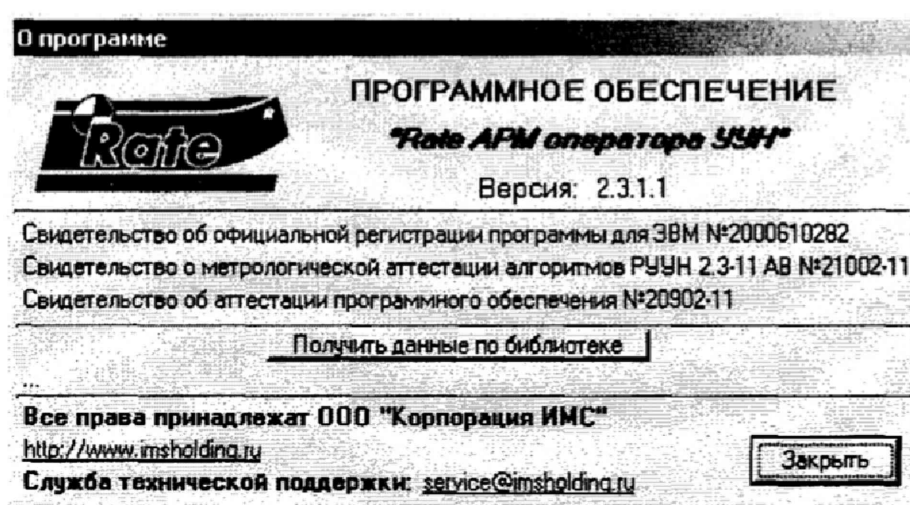 О программе
Rate
ПРОГРАММНОЕ ОБЕСПЕЧЕНИЕ
"Rate АРМ оператора УУН"
Версия: 2.3.1.1
Свидетельство об официальной регистрации программы для ЭВМ №2000610282
Свидетельство о метрологической аттестации алгоритмов РУУН 2.3-11 АВ №21002-11
Свидетельство об аттестации программного обеспечения №20902-11
Получить данные по библиотеке
...
Все права принадлежат ООО "Корпорация ИМС"
http://www.imsholding.ru
Закрыть
Служба технической поддержки: service@imsholding.ru